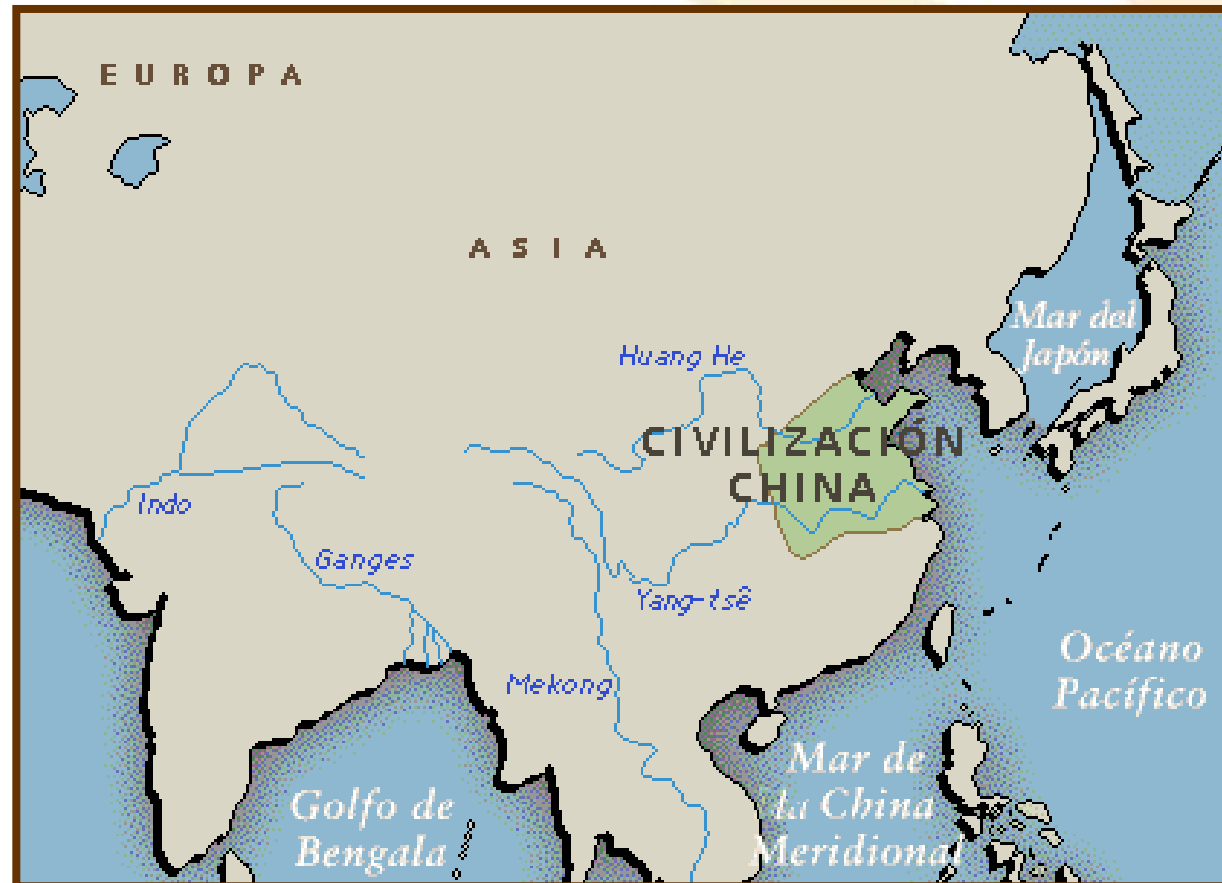 EUROPA
ASIA
Mar del
Japón
Huang He
CIVILIZACIÓN
CHINA
Indo
Ganges
Yang-tsê
Mekong
Océano
Pacífico
Golfo de
Bengala
Mar de
la China
Meridional